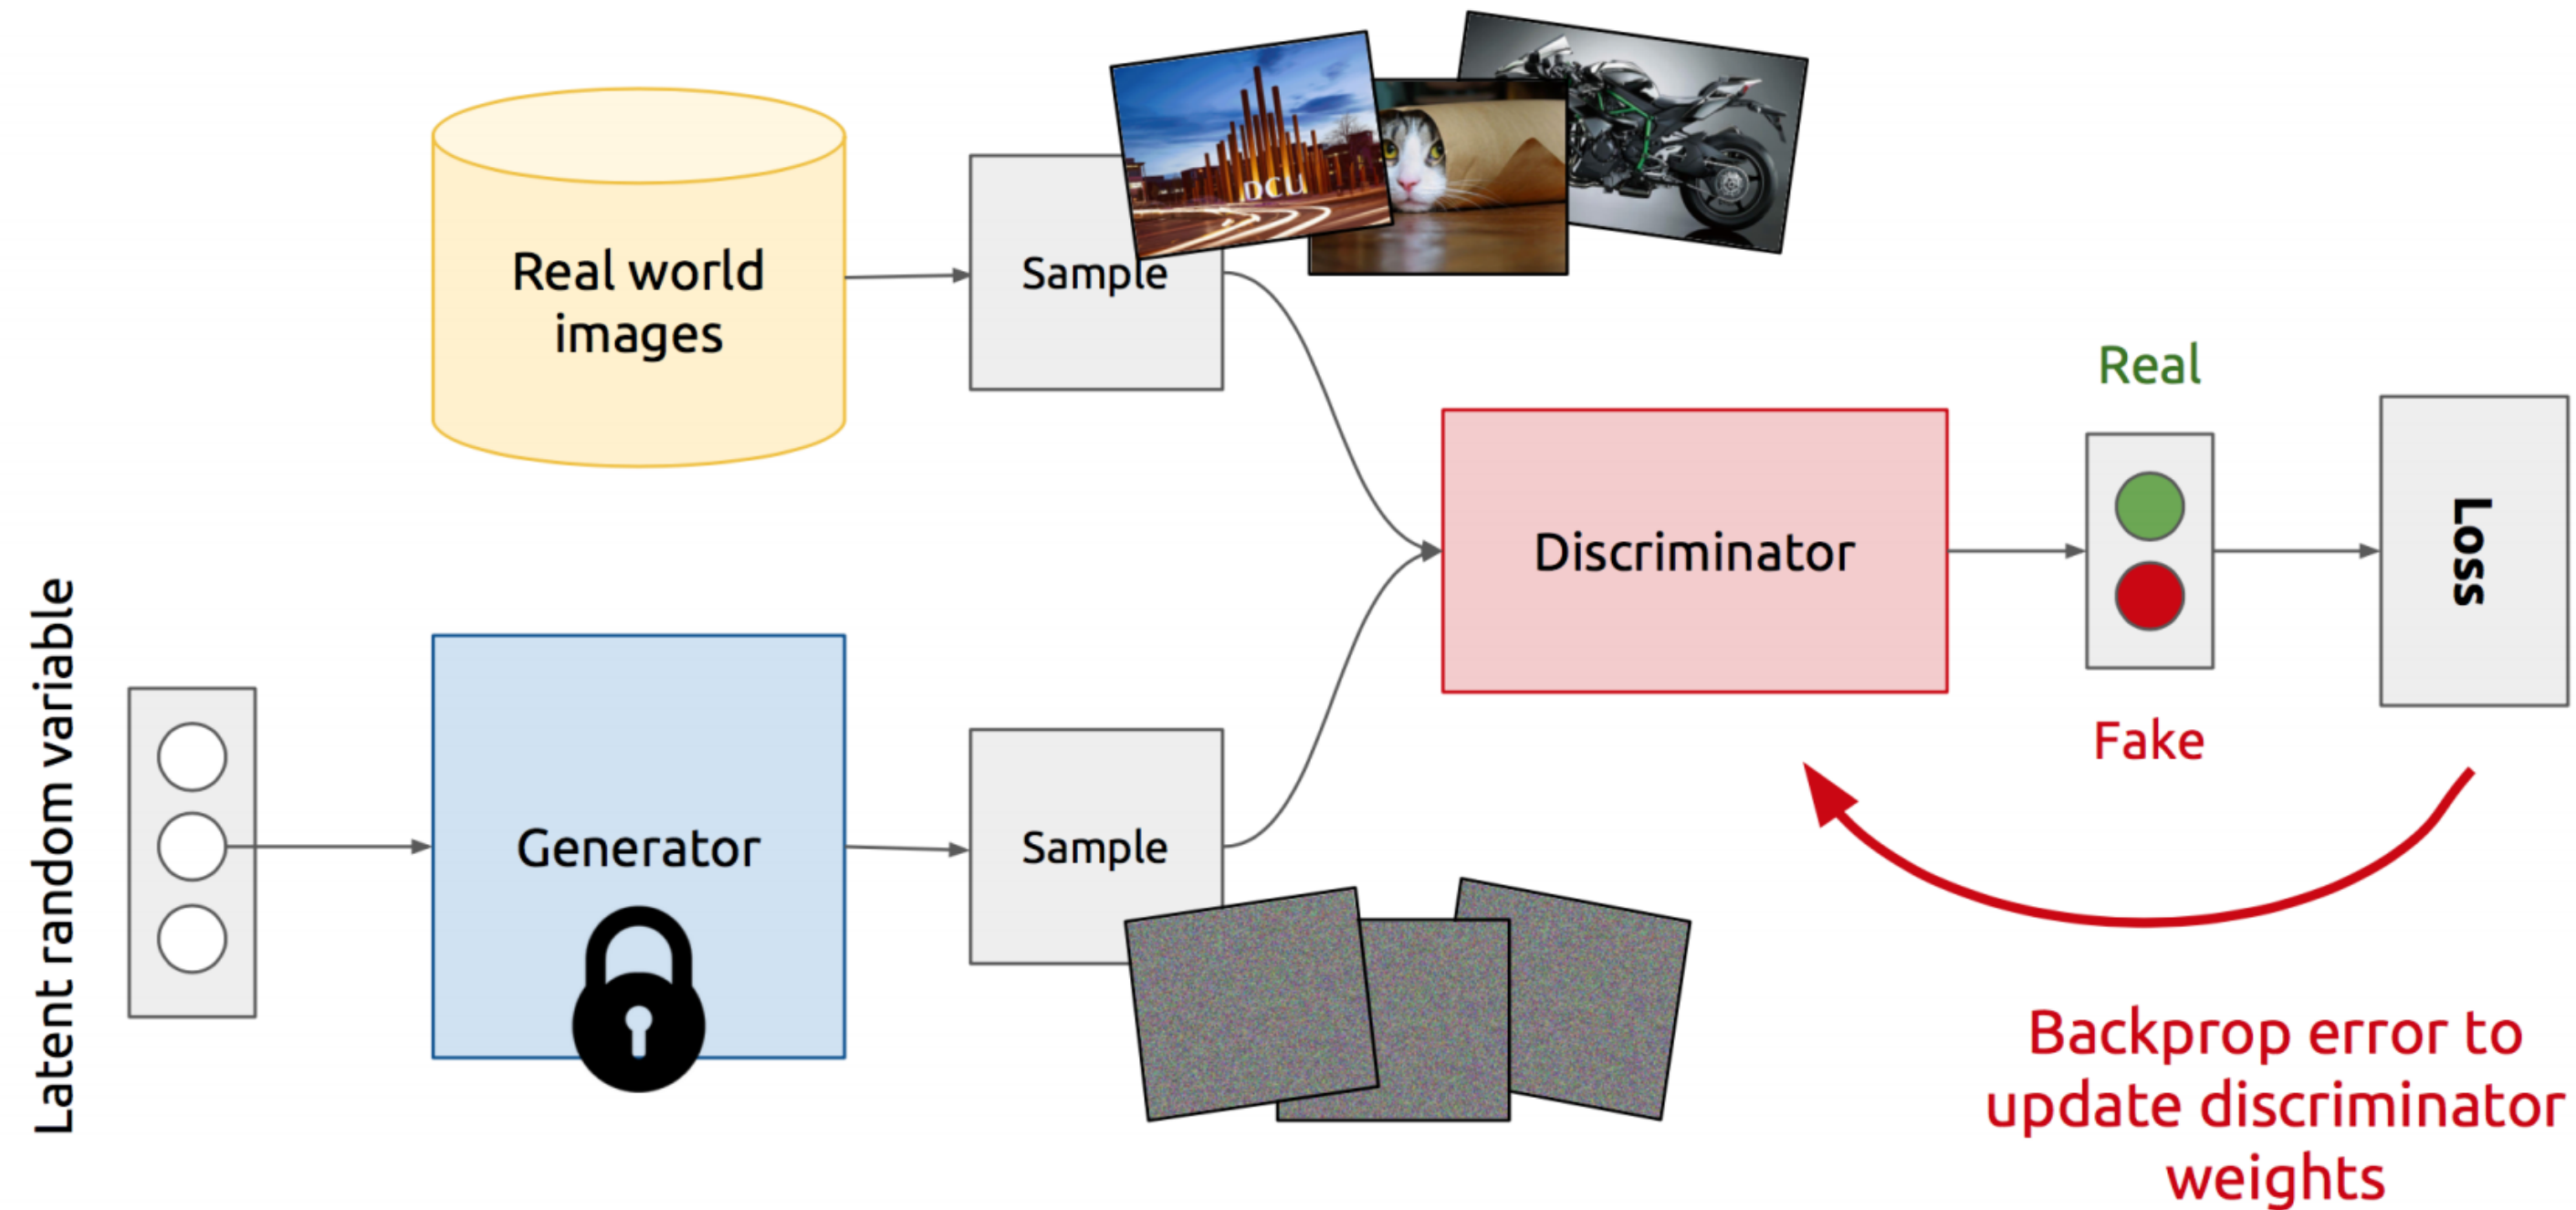 Real world
images
Sample
DCU
Real
Discriminator
Loss
Fake
Latent random variable
Generator
Sample
Backprop error to
update discriminator
weights